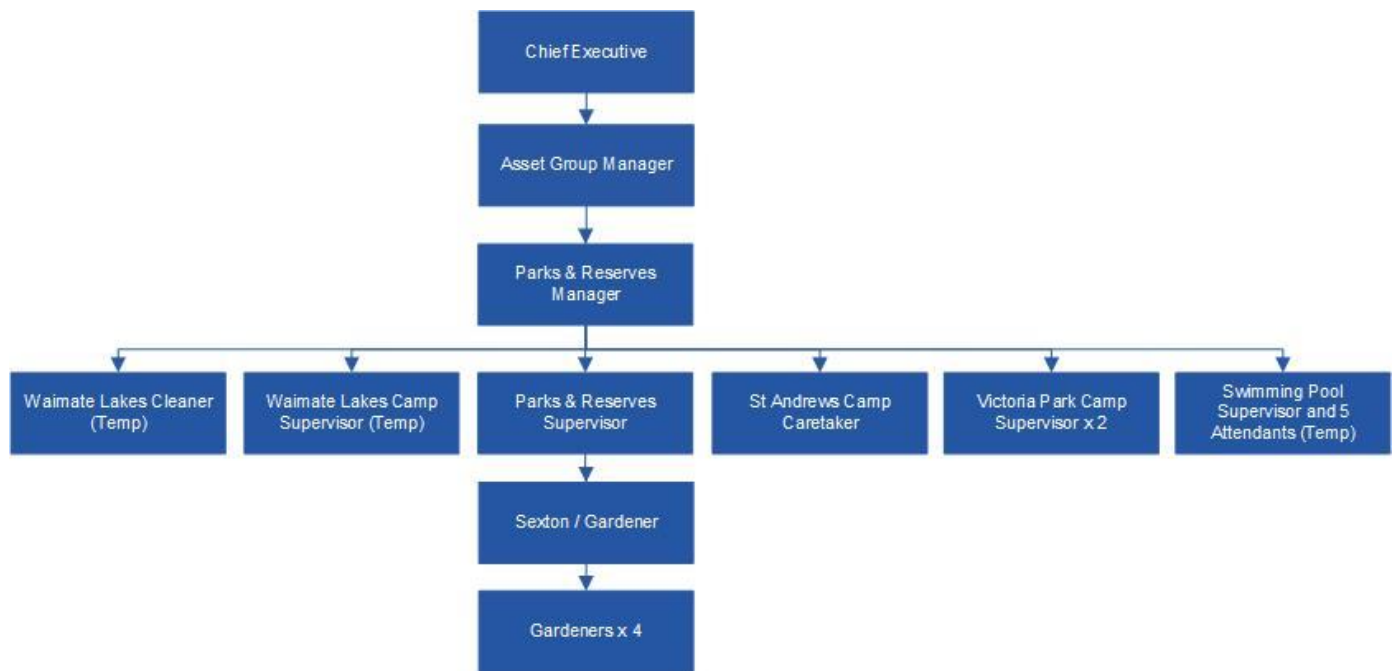 Chief Executive
Asset Group Manager
Parks & Reserves
Manager
Waimate Lakes Cleaner
(Temp)
Waimate Lakes Camp
Supervisor (Temp)
Parks & Reserves
Supervisor
St Andrews Camp
Caretaker
Victoria Park Camp
Supervisor x 2
Swimming Pool
Supervisor and 5
Attendants (Temp)
Sexton / Gardener
Gardeners x 4